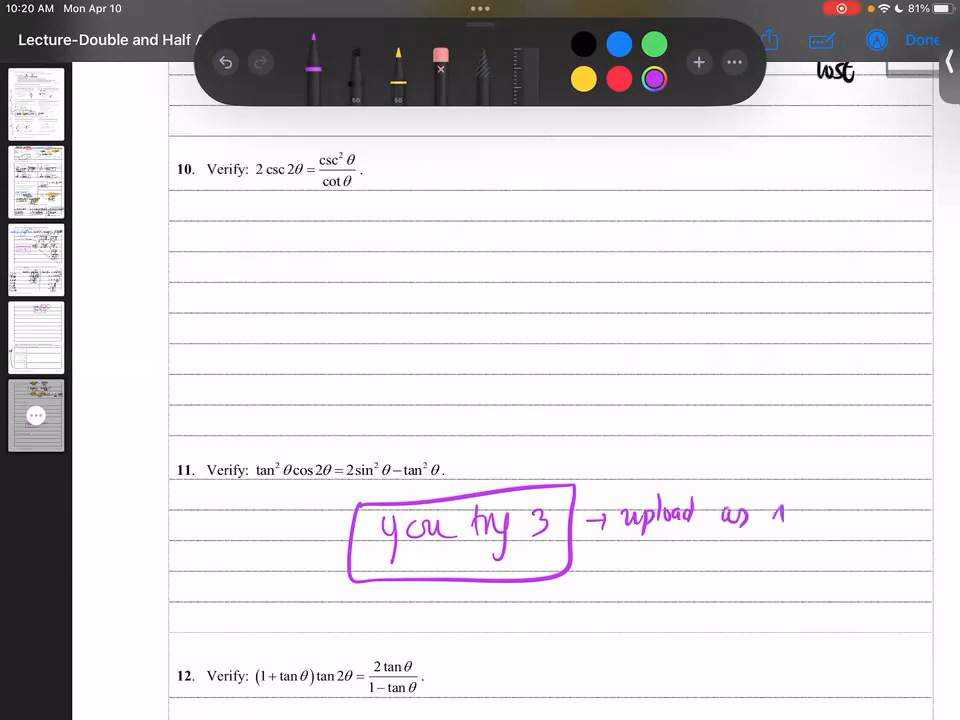 10:20 AM Mon Apr 10
81%
Lecture-Double and Half A
Done
50
50
lost
10. Verify: 2 csc 2θ = csc² θ / cot θ .
11. Verify: tan² θ cos 2θ = 2 sin² θ − tan² θ .
you try 3 → upload as 1
12. Verify: (1 + tan θ) tan 2θ = 2 tan θ / 1 − tan θ .